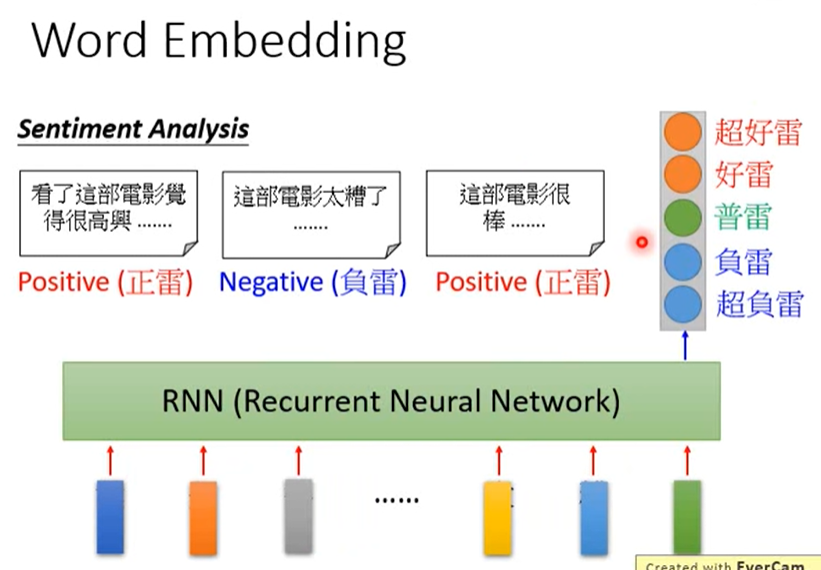 Word Embedding
Sentiment Analysis
看了這部電影覺
得很高興 .......
Positive (正雷)
這部電影太糟了
.......
Negative (負雷)
這部電影很
棒 .......
Positive (正雷)
超好雷
好雷
普雷
負雷
超負雷
RNN (Recurrent Neural Network)
......
Created with EverCam